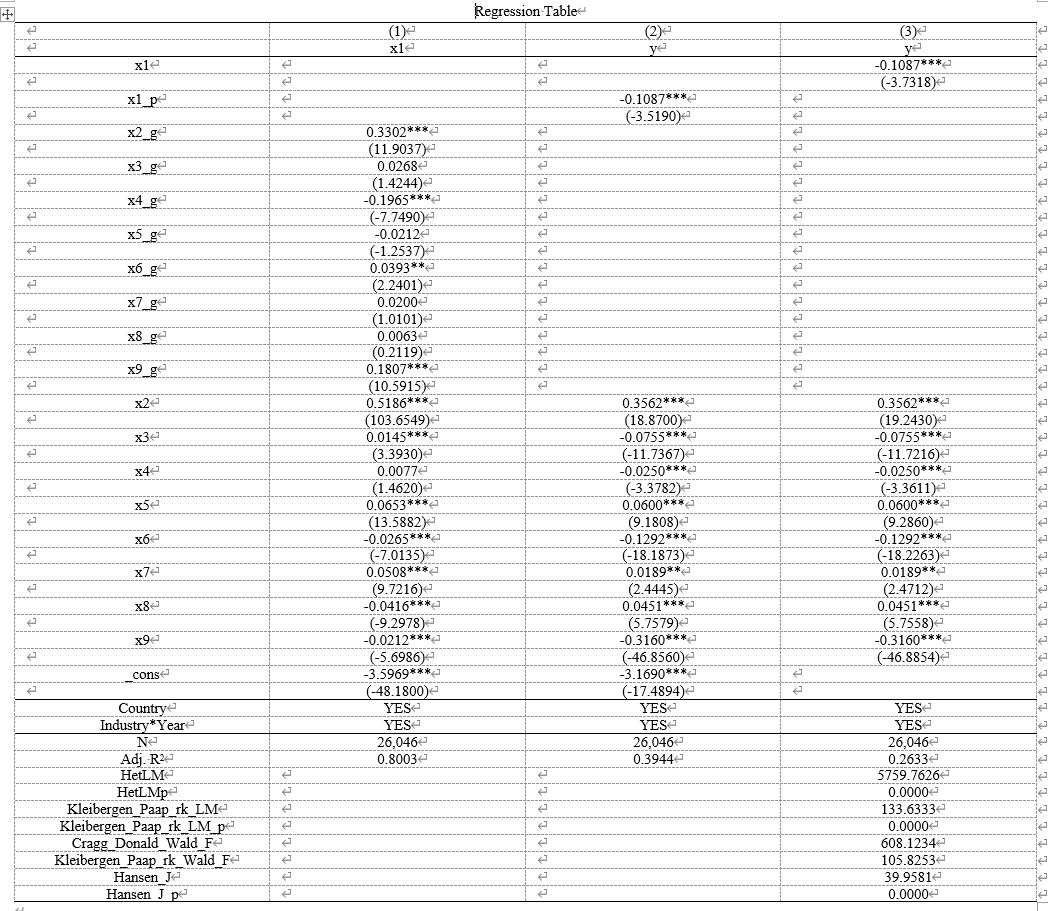 Regression Table
(1) (2) (3)
x1 y y
x1 -0.1087***
(-3.7318)
x1_p -0.1087***
(-3.5190)
x2_g 0.3302***
(11.9037)
x3_g 0.0268
(1.4244)
x4_g -0.1965***
(-7.7490)
x5_g -0.0212
(-1.2537)
x6_g 0.0393**
(2.2401)
x7_g 0.0200
(1.0101)
x8_g 0.0063
(0.2119)
x9_g 0.1807***
(10.5915)
x2 0.5186*** 0.3562*** 0.3562***
(103.6549) (18.8700) (19.2430)
x3 0.0145*** -0.0755*** -0.0755***
(3.3930) (-11.7367) (-11.7216)
x4 0.0077 -0.0250*** -0.0250***
(1.4620) (-3.3782) (-3.3611)
x5 0.0653*** 0.0600*** 0.0600***
(13.5882) (9.1808) (9.2860)
x6 -0.0265*** -0.1292*** -0.1292***
(-7.0135) (-18.1873) (-18.2263)
x7 0.0508*** 0.0189** 0.0189**
(9.7216) (2.4445) (2.4712)
x8 -0.0416*** 0.0451*** 0.0451***
(-9.2978) (5.7579) (5.7558)
x9 -0.0212*** -0.3160*** -0.3160***
(-5.6986) (-46.8560) (-46.8854)
_cons -3.5969*** -3.1690***
(-48.1800) (-17.4894)
Country YES YES YES
Industry*Year YES YES YES
N 26,046 26,046 26,046
Adj. R² 0.8003 0.3944 0.2633
HetLM 5759.7626
HetLMp 0.0000
Kleibergen_Paap_rk_LM 133.6333
Kleibergen_Paap_rk_LM_p 0.0000
Cragg_Donald_Wald_F 608.1234
Kleibergen_Paap_rk_Wald_F 105.8253
Hansen_J 39.9581
Hansen_J_p 0.0000